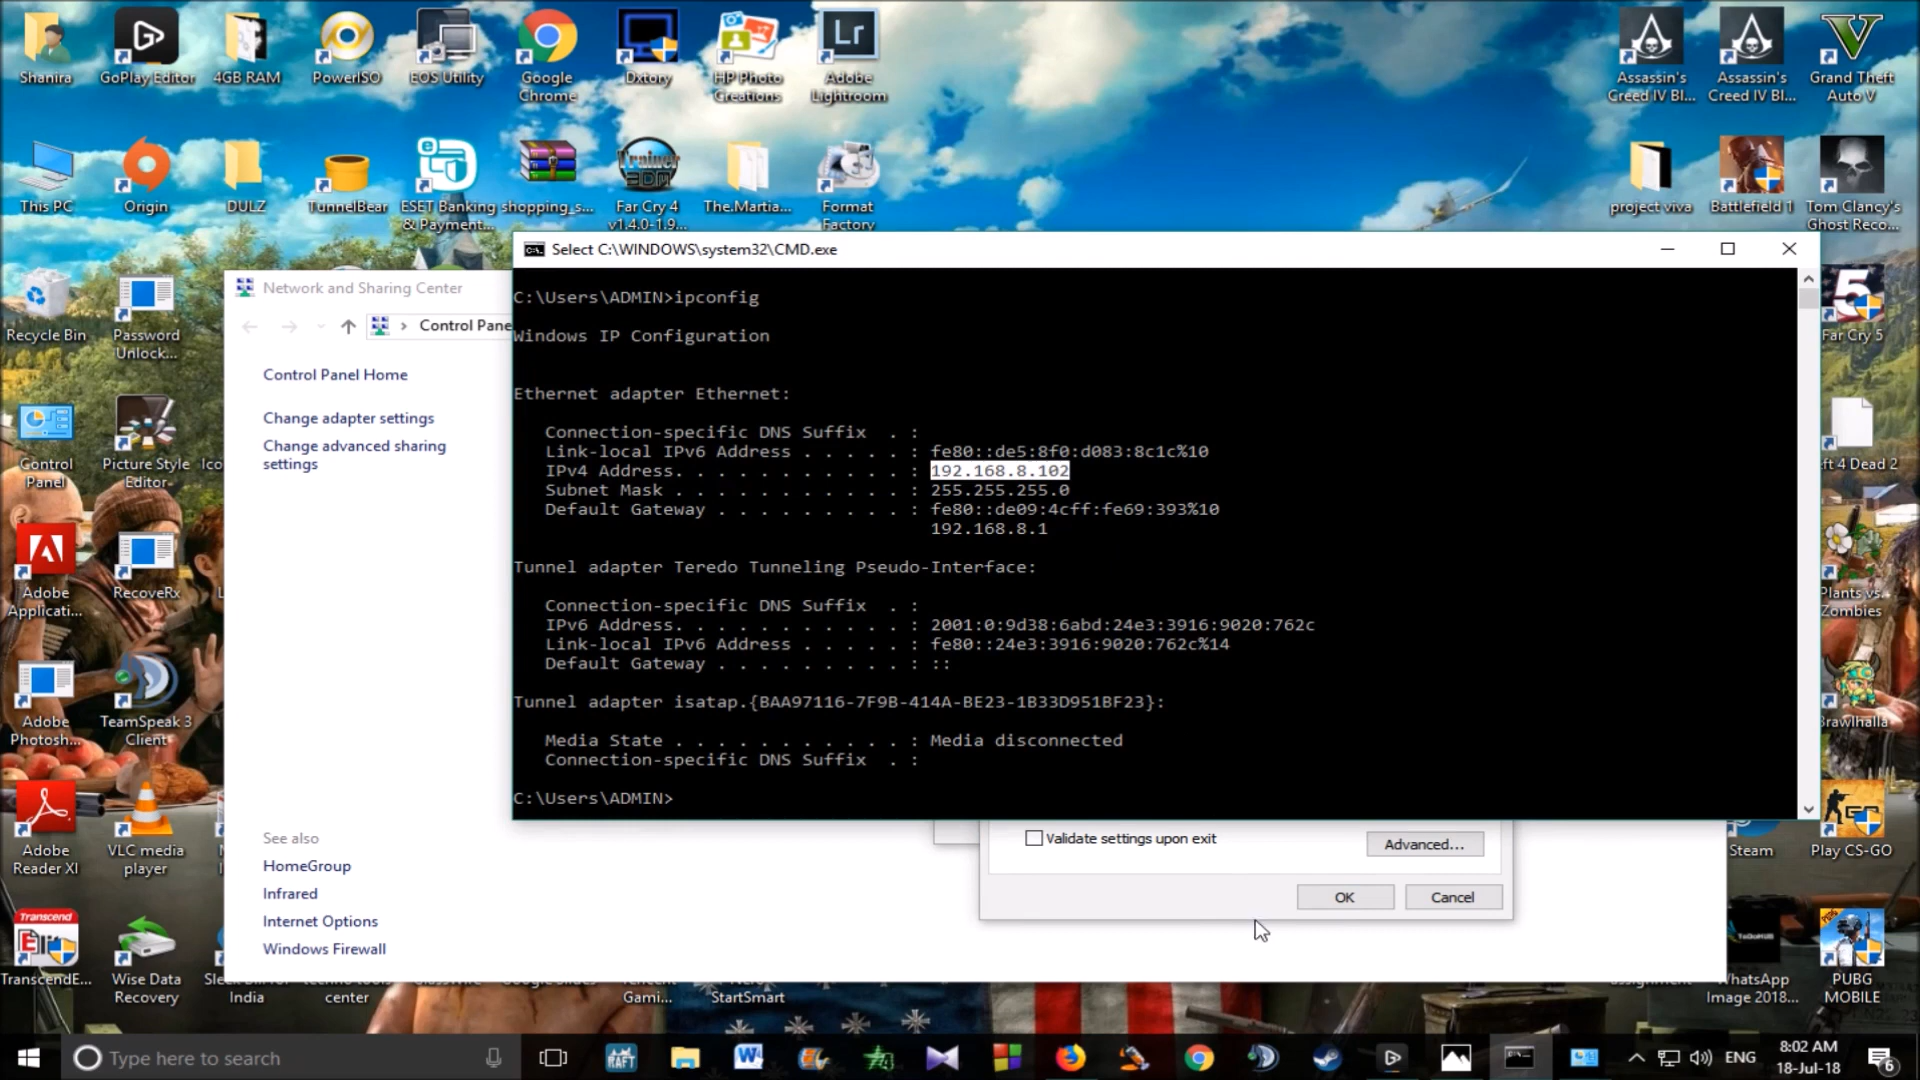 Shanira
GoPlay Editor
4GB RAM
PowerISO
EOS Utility
Google
Chrome
Dxtory
HP Photo
Creations
Lr
Adobe
Lightroom
Assassin's
Creed IV Bl...
Assassin's
Creed IV Bl...
Grand Theft
Auto V
This PC
Origin
DULZ
TunnelBear
ESET Banking
& Payment...
shopping_s...
Far Cry 4
v1.4.0-1.9...
The.Martia...
Format
Factory
project viva
Battlefield 1
Tom Clancy's
Ghost Reco...
Select C:\WINDOWS\system32\CMD.exe
C:\Users\ADMIN>ipconfig
Windows IP Configuration
Ethernet adapter Ethernet:
Connection-specific DNS Suffix . :
Link-local IPv6 Address . . . . . : fe80::de5:8f0:d083:8c1c%10
IPv4 Address. . . . . . . . . . . : 192.168.8.102
Subnet Mask . . . . . . . . . . . : 255.255.255.0
Default Gateway . . . . . . . . . : fe80::de09:4cff:fe69:393%10
192.168.8.1
Tunnel adapter Teredo Tunneling Pseudo-Interface:
Connection-specific DNS Suffix . :
IPv6 Address. . . . . . . . . . . : 2001:0:9d38:6abd:24e3:3916:9020:762c
Link-local IPv6 Address . . . . . : fe80::24e3:3916:9020:762c%14
Default Gateway . . . . . . . . . : ::
Tunnel adapter isatap.{BAA97116-7F9B-414A-BE23-1B33D951BF23}:
Media State . . . . . . . . . . . : Media disconnected
Connection-specific DNS Suffix . :
C:\Users\ADMIN>
Network and Sharing Center
Control Pane
Control Panel Home
Change adapter settings
Change advanced sharing
settings
See also
HomeGroup
Infrared
Internet Options
Windows Firewall
Validate settings upon exit
Advanced...
OK
Cancel
Recycle Bin
Password
Unlock...
Control
Panel
Picture Style
Editor
Ico
Adobe
Applicati...
RecoveRx
Adobe
Photosh...
TeamSpeak 3
Client
Adobe
Reader XI
VLC media
player
Transcend
TranscendE...
Wise Data
Recovery
India
center
Gami...
StartSmart
Far Cry 5
ft 4 Dead 2
Plants vs.
Zombies
Brawlhalla
Steam
Play CS-GO
WhatsApp
Image 2018...
PUBG
PUBG
MOBILE
Type here to search
RAFT
ENG
8:02 AM
18-Jul-18
6